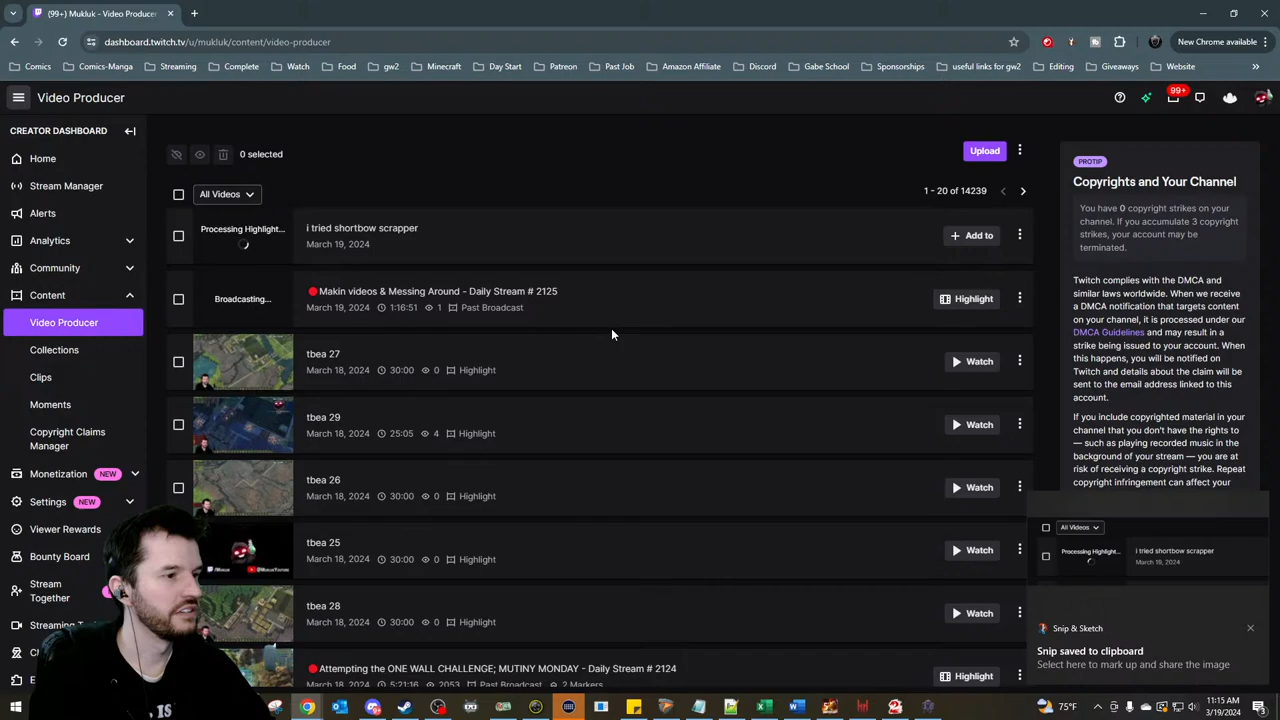 (99+) Mukluk - Video Producer
dashboard.twitch.tv/u/mukluk/content/video-producer
New Chrome available
Comics
Comics-Manga
Streaming
Complete
Watch
Food
gw2
Minecraft
Day Start
Patreon
Past Job
Amazon Affiliate
Discord
Gabe School
Sponsorships
useful links for gw2
Editing
Giveaways
Website
Video Producer
99+
CREATOR DASHBOARD
Home
Stream Manager
Alerts
Analytics
Community
Content
Video Producer
Collections
Clips
Moments
Copyright Claims
Manager
Monetization NEW
Settings NEW
Viewer Rewards
Bounty Board
Stream
Together
0 selected
Upload
All Videos
1 - 20 of 14239
Processing Highlight...
i tried shortbow scrapper
March 19, 2024
Add to
Broadcasting...
Makin videos & Messing Around - Daily Stream # 2125
March 19, 2024 1:16:51 1 Past Broadcast
Highlight
tbea 27
March 18, 2024 30:00 0 Highlight
Watch
tbea 29
March 18, 2024 25:05 4 Highlight
Watch
tbea 26
March 18, 2024 30:00 0 Highlight
Watch
tbea 25
March 18, 2024 30:00 0 Highlight
Watch
tbea 28
March 18, 2024 30:00 0 Highlight
Watch
Attempting the ONE WALL CHALLENGE; MUTINY MONDAY - Daily Stream # 2124
March 18, 2024 5:21:16 2053 Past Broadcast 2 Markers
Highlight
PROTIP
Copyrights and Your Channel
You have 0 copyright strikes on your
channel. If you accumulate 3 copyright
strikes, your account may be
terminated.
Twitch complies with the DMCA and
similar laws worldwide. When we
receive a DMCA notification that targets content
on your channel, it is processed under our
DMCA Guidelines and may result in a
strike being issued to your account. When
this happens, you will be notified on
Twitch and details about the claim will be
sent to the email address linked to this
account.
If you include copyrighted material in your
channel that you don't have the rights to
— such as playing recorded music in the
background of your stream — you are at
risk of receiving a copyright strike. Repeat
copyright infringement can affect your
All Videos
Processing Highlight...
i tried shortbow scrapper
March 19, 2024
Snip & Sketch
Snip saved to clipboard
Select here to mark up and share the image
75°F
11:15 AM
3/19/2024